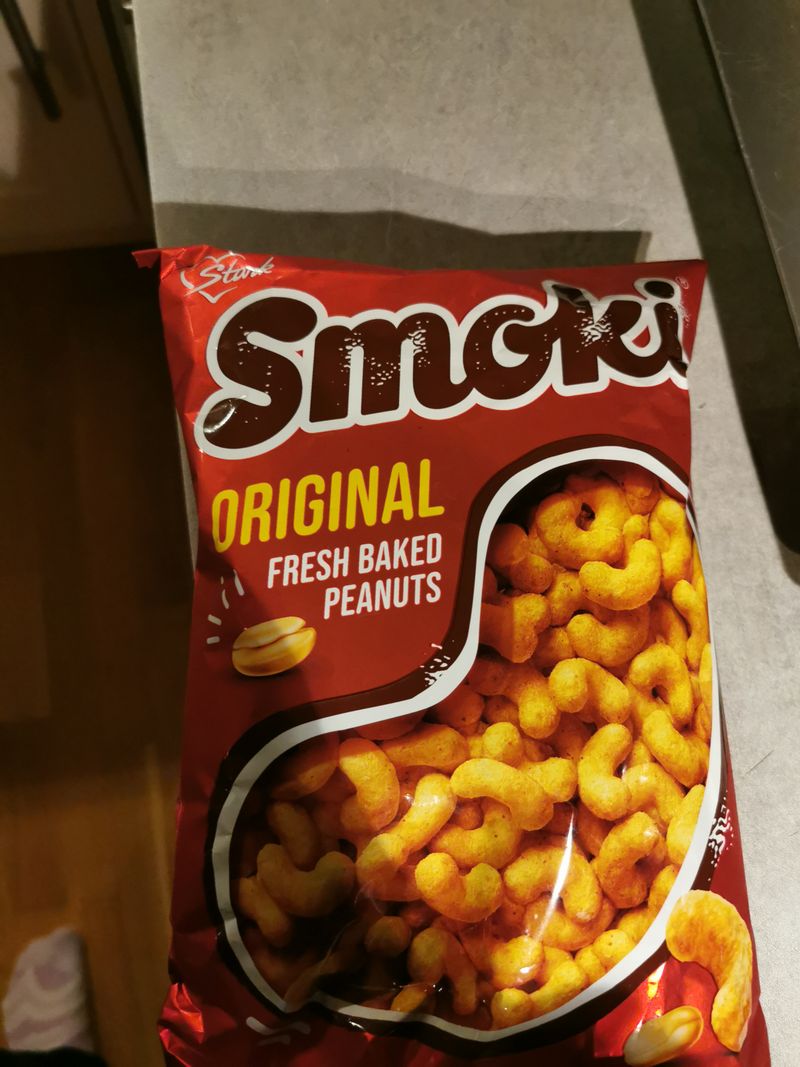 Stark
Smoki
ORIGINAL
FRESH BAKED
PEANUTS